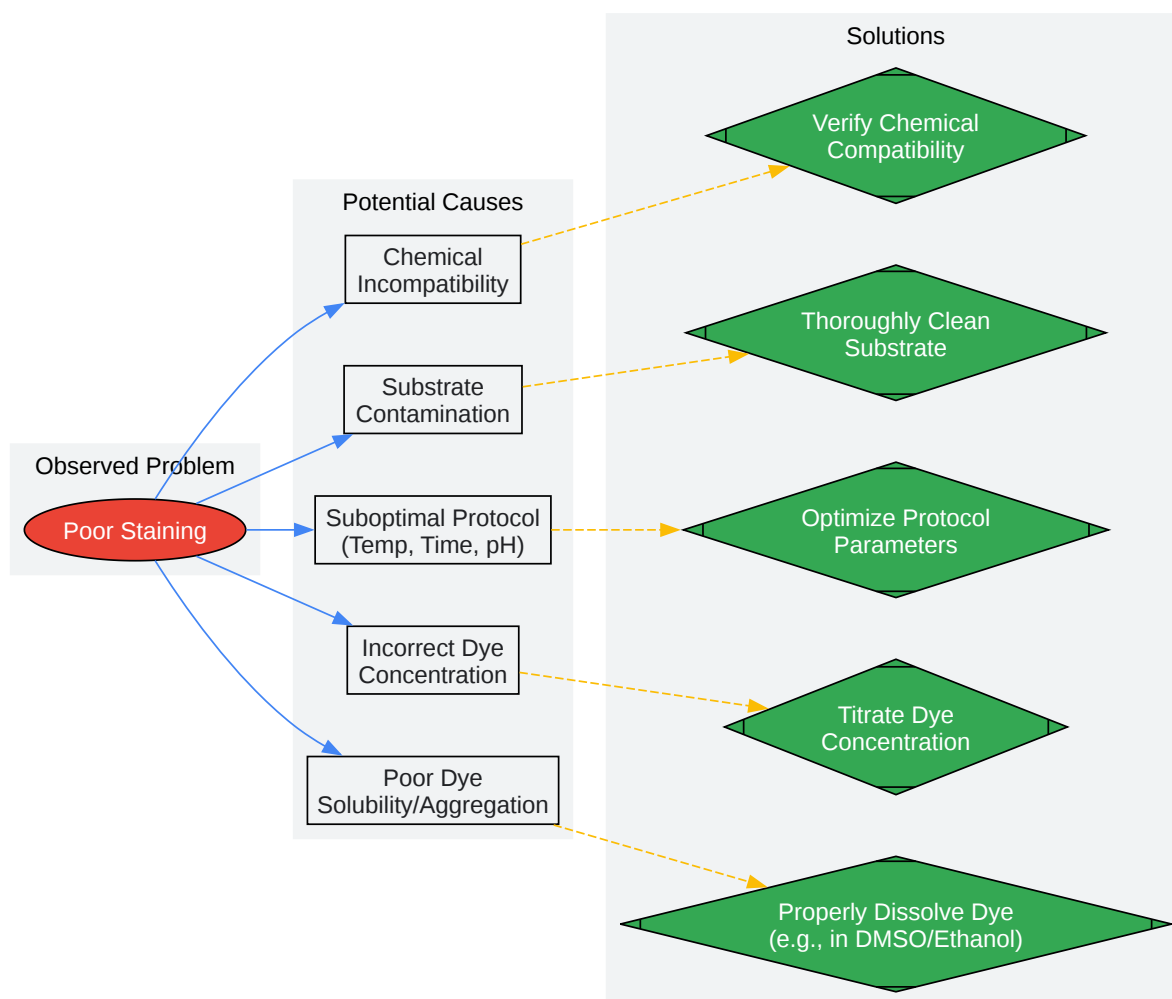 Solutions
Verify Chemical
Compatibility
Potential Causes
Chemical
Incompatibility
Thoroughly Clean
Substrate
Substrate
Contamination
Observed Problem
Poor Staining
Suboptimal Protocol
(Temp, Time, pH)
Optimize Protocol
Parameters
Incorrect Dye
Concentration
Titrate Dye
Concentration
Poor Dye
Solubility/Aggregation
Properly Dissolve Dye
(e.g., in DMSO/Ethanol)